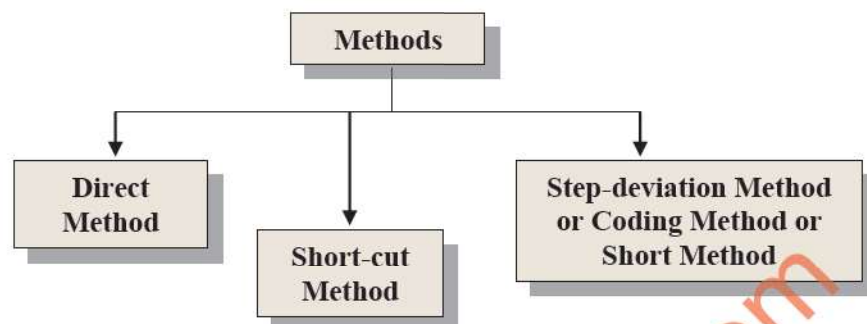 Methods
Direct
Method
Short-cut
Method
Step-deviation Method
or Coding Method or
Short Method